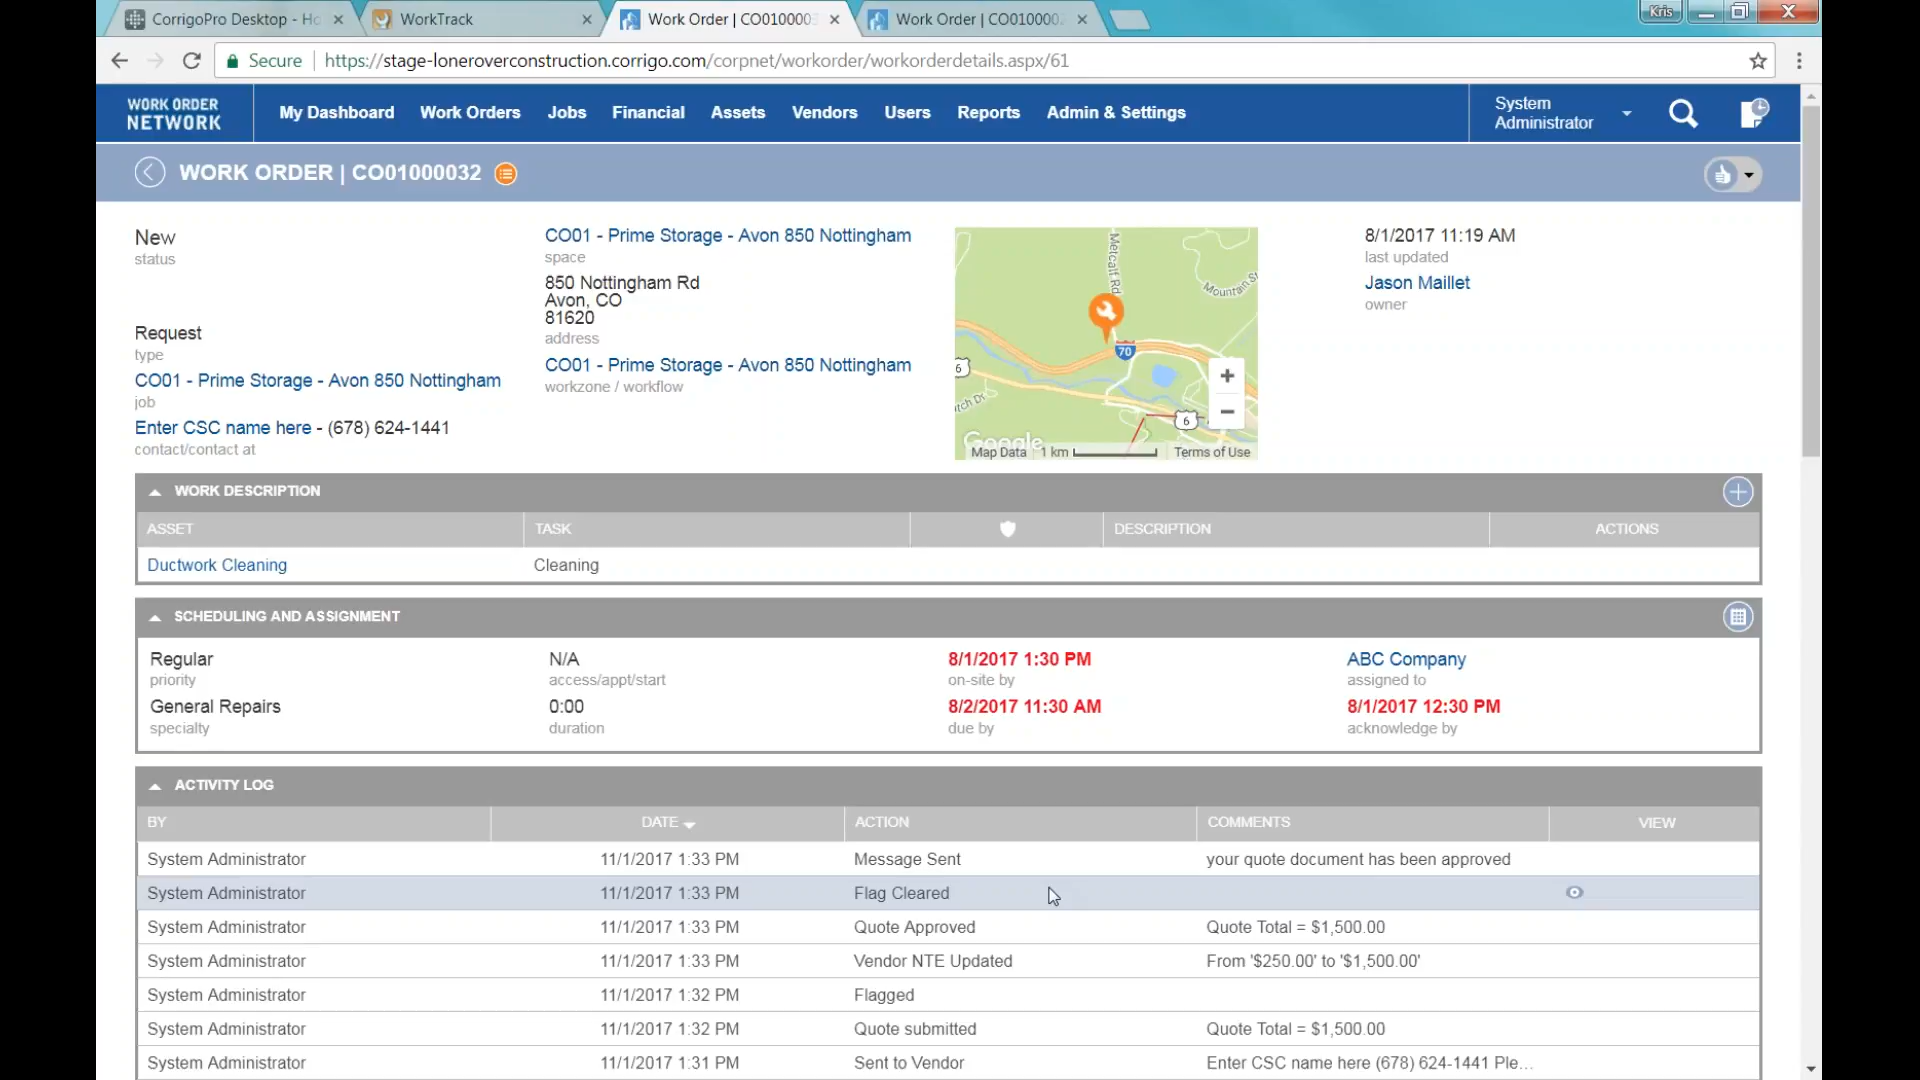 CorrigoPro Desktop - Ho
WorkTrack
Work Order | CO0100003
Work Order | CO0100002
Kris
Secure https://stage-loneroverconstruction.corrigo.com/corpnet/workorder/workorderdetails.aspx/61
WORK ORDER
NETWORK
My Dashboard Work Orders Jobs Financial Assets Vendors Users Reports Admin & Settings
System
Administrator
WORK ORDER | CO01000032
New
status
Request
type
CO01 - Prime Storage - Avon 850 Nottingham
job
Enter CSC name here - (678) 624-1441
contact/contact at
CO01 - Prime Storage - Avon 850 Nottingham
space
850 Nottingham Rd
Avon, CO
81620
address
CO01 - Prime Storage - Avon 850 Nottingham
workzone / workflow
Metcalf Rd
Mountain St
70
6
6
tch Dr
Google
Map Data 1 km Terms of Use
8/1/2017 11:19 AM
last updated
Jason Maillet
owner
WORK DESCRIPTION
ASSET TASK DESCRIPTION ACTIONS
Ductwork Cleaning Cleaning
SCHEDULING AND ASSIGNMENT
Regular N/A 8/1/2017 1:30 PM ABC Company
priority access/appt/start on-site by assigned to
General Repairs 0:00 8/2/2017 11:30 AM 8/1/2017 12:30 PM
specialty duration due by acknowledge by
ACTIVITY LOG
BY DATE ACTION COMMENTS VIEW
System Administrator 11/1/2017 1:33 PM Message Sent your quote document has been approved
System Administrator 11/1/2017 1:33 PM Flag Cleared
System Administrator 11/1/2017 1:33 PM Quote Approved Quote Total = $1,500.00
System Administrator 11/1/2017 1:33 PM Vendor NTE Updated From '$250.00' to '$1,500.00'
System Administrator 11/1/2017 1:32 PM Flagged
System Administrator 11/1/2017 1:32 PM Quote submitted Quote Total = $1,500.00
System Administrator 11/1/2017 1:31 PM Sent to Vendor Enter CSC name here (678) 624-1441 Ple...